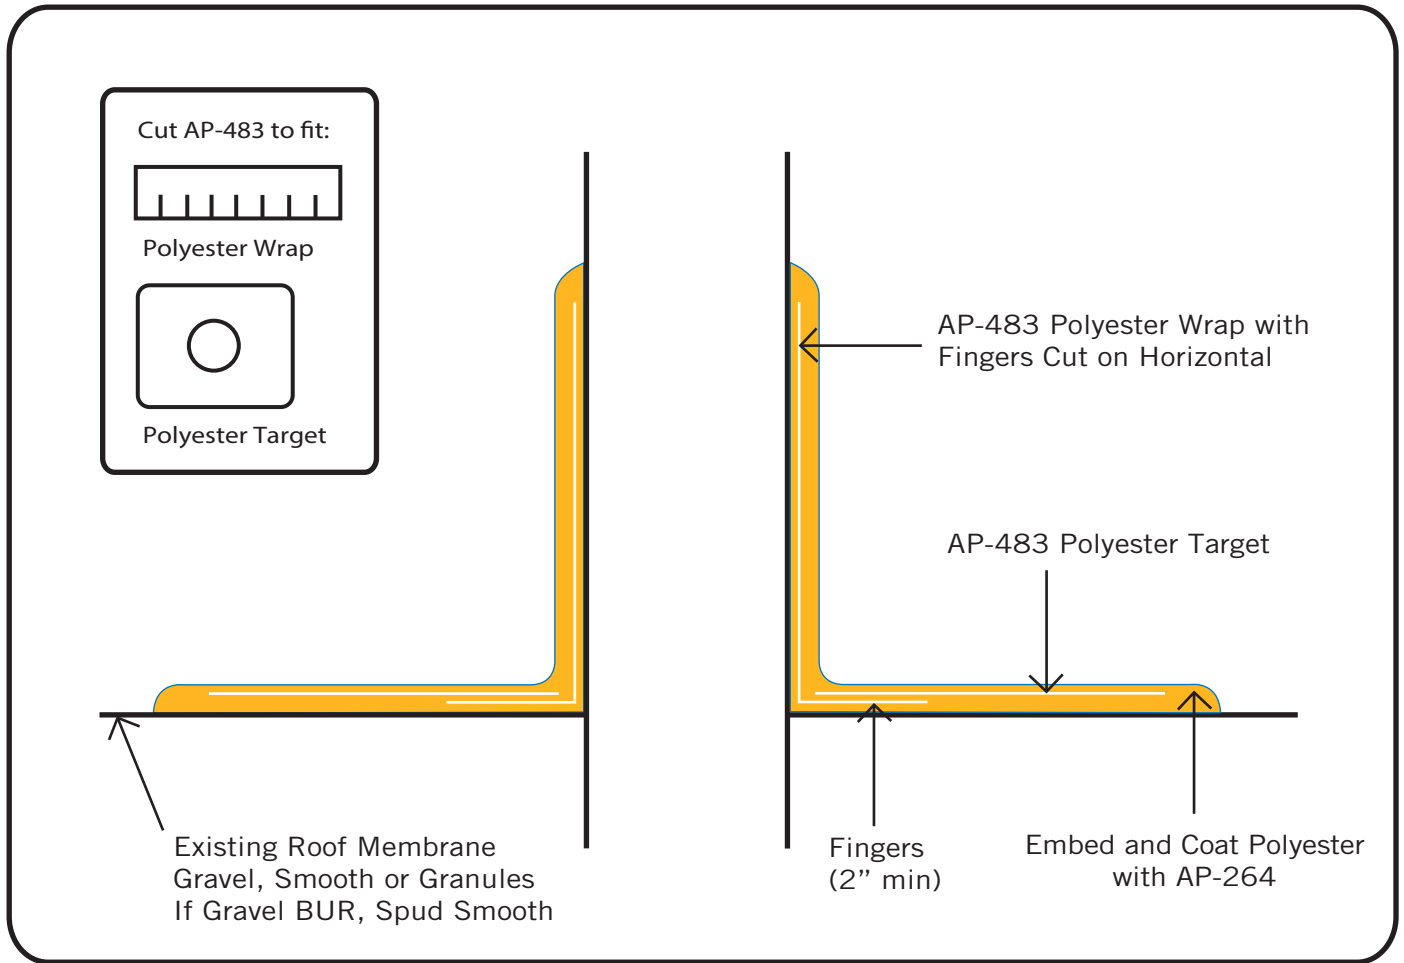 Cut AP-483 to fit:
Polyester Wrap
Polyester Target
AP-483 Polyester Wrap with
Fingers Cut on Horizontal
AP-483 Polyester Target
Existing Roof Membrane
Gravel, Smooth or Granules
If Gravel BUR, Spud Smooth
Fingers
(2” min)
Embed and Coat Polyester
with AP-264